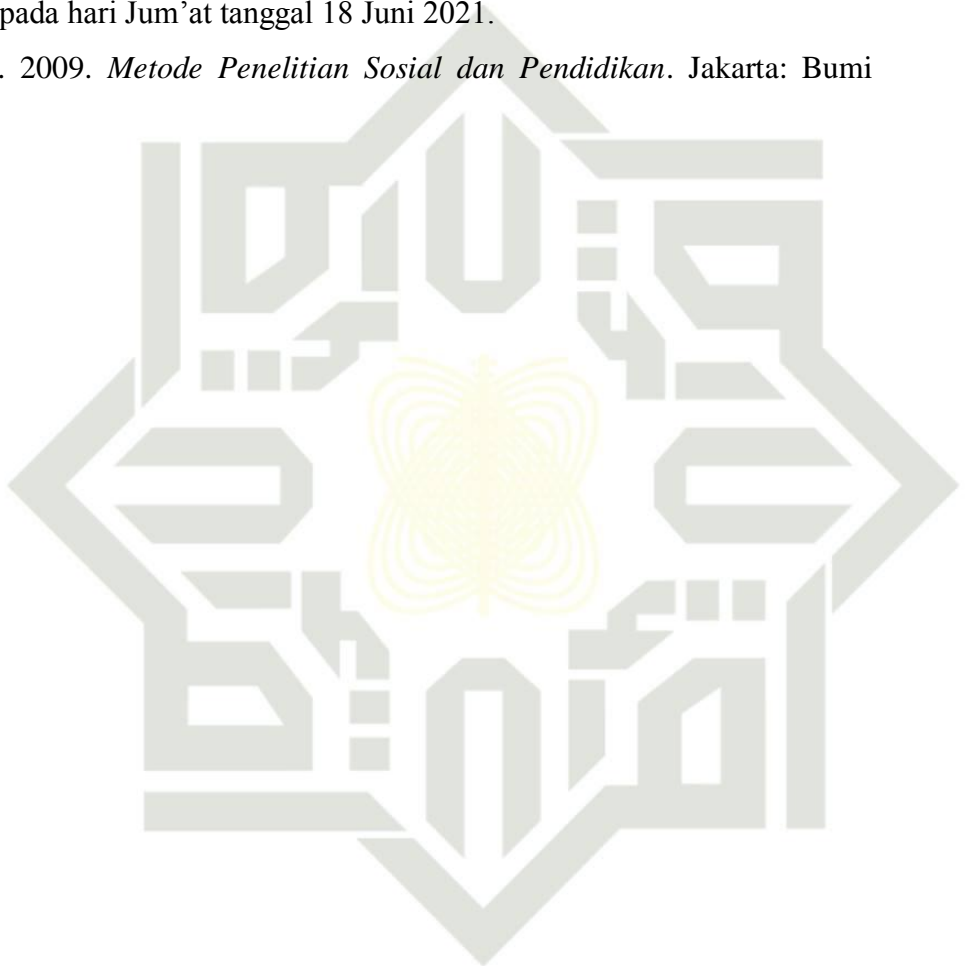 pada hari Jum’at tanggal 18 Juni 2021.
. 2009. Metode Penelitian Sosial dan Pendidikan. Jakarta: Bumi